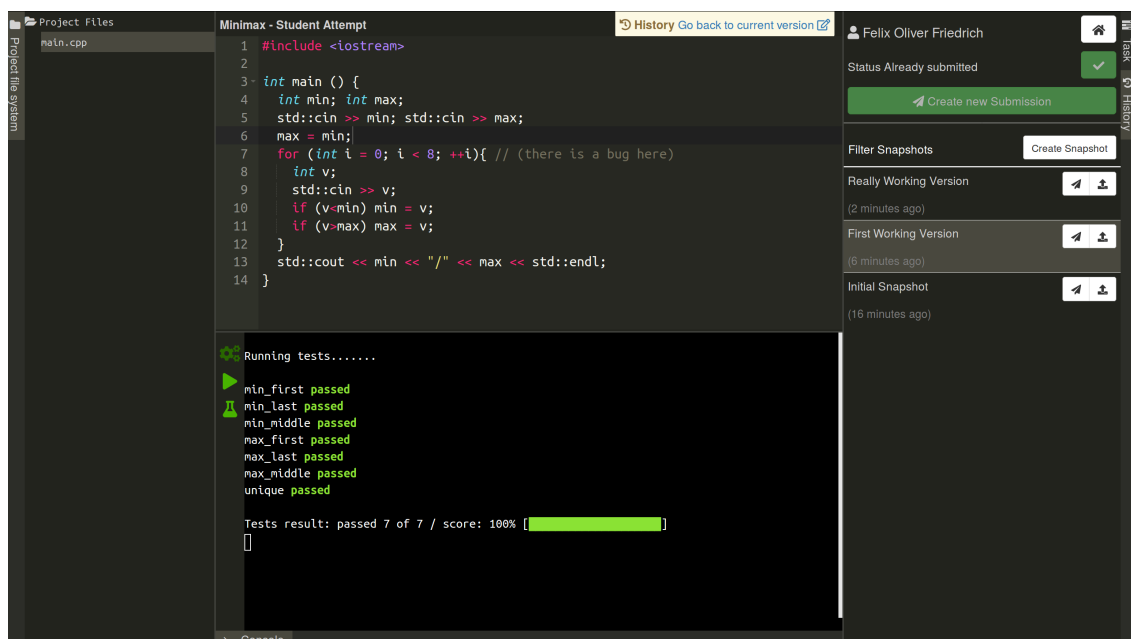 Project Files
main.cpp
Project file system
Minimax - Student Attempt
History Go back to current version
1 #include <iostream>
2
3 int main () {
4   int min; int max;
5   std::cin >> min; std::cin >> max;
6   max = min;
7   for (int i = 0; i < 8; ++i){ // (there is a bug here)
8     int v;
9     std::cin >> v;
10     if (v<min) min = v;
11     if (v>max) max = v;
12   }
13   std::cout << min << "/" << max << std::endl;
14 }
Running tests.......
min_first passed
min_last passed
min_middle passed
max_first passed
max_last passed
max_middle passed
unique passed
Tests result: passed 7 of 7 / score: 100% [ ]
Console
Felix Oliver Friedrich
Status Already submitted
Create new Submission
Filter Snapshots
Create Snapshot
Really Working Version
(2 minutes ago)
First Working Version
(6 minutes ago)
Initial Snapshot
(16 minutes ago)
Task
History